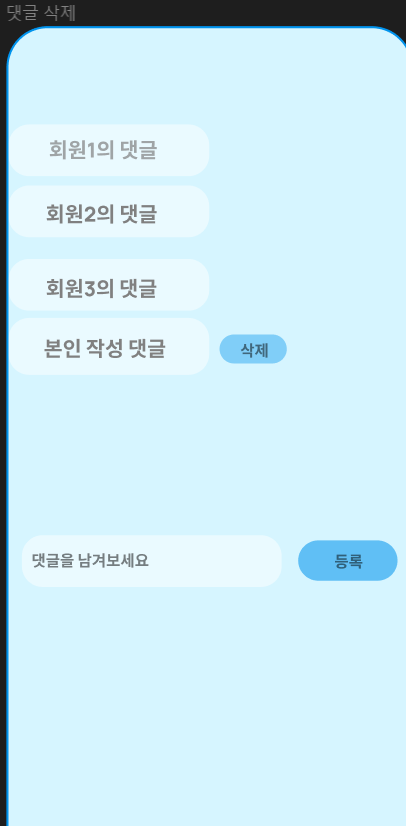 댓글 삭제
회원1의 댓글
회원2의 댓글
회원3의 댓글
본인 작성 댓글
삭제
댓글을 남겨보세요
등록